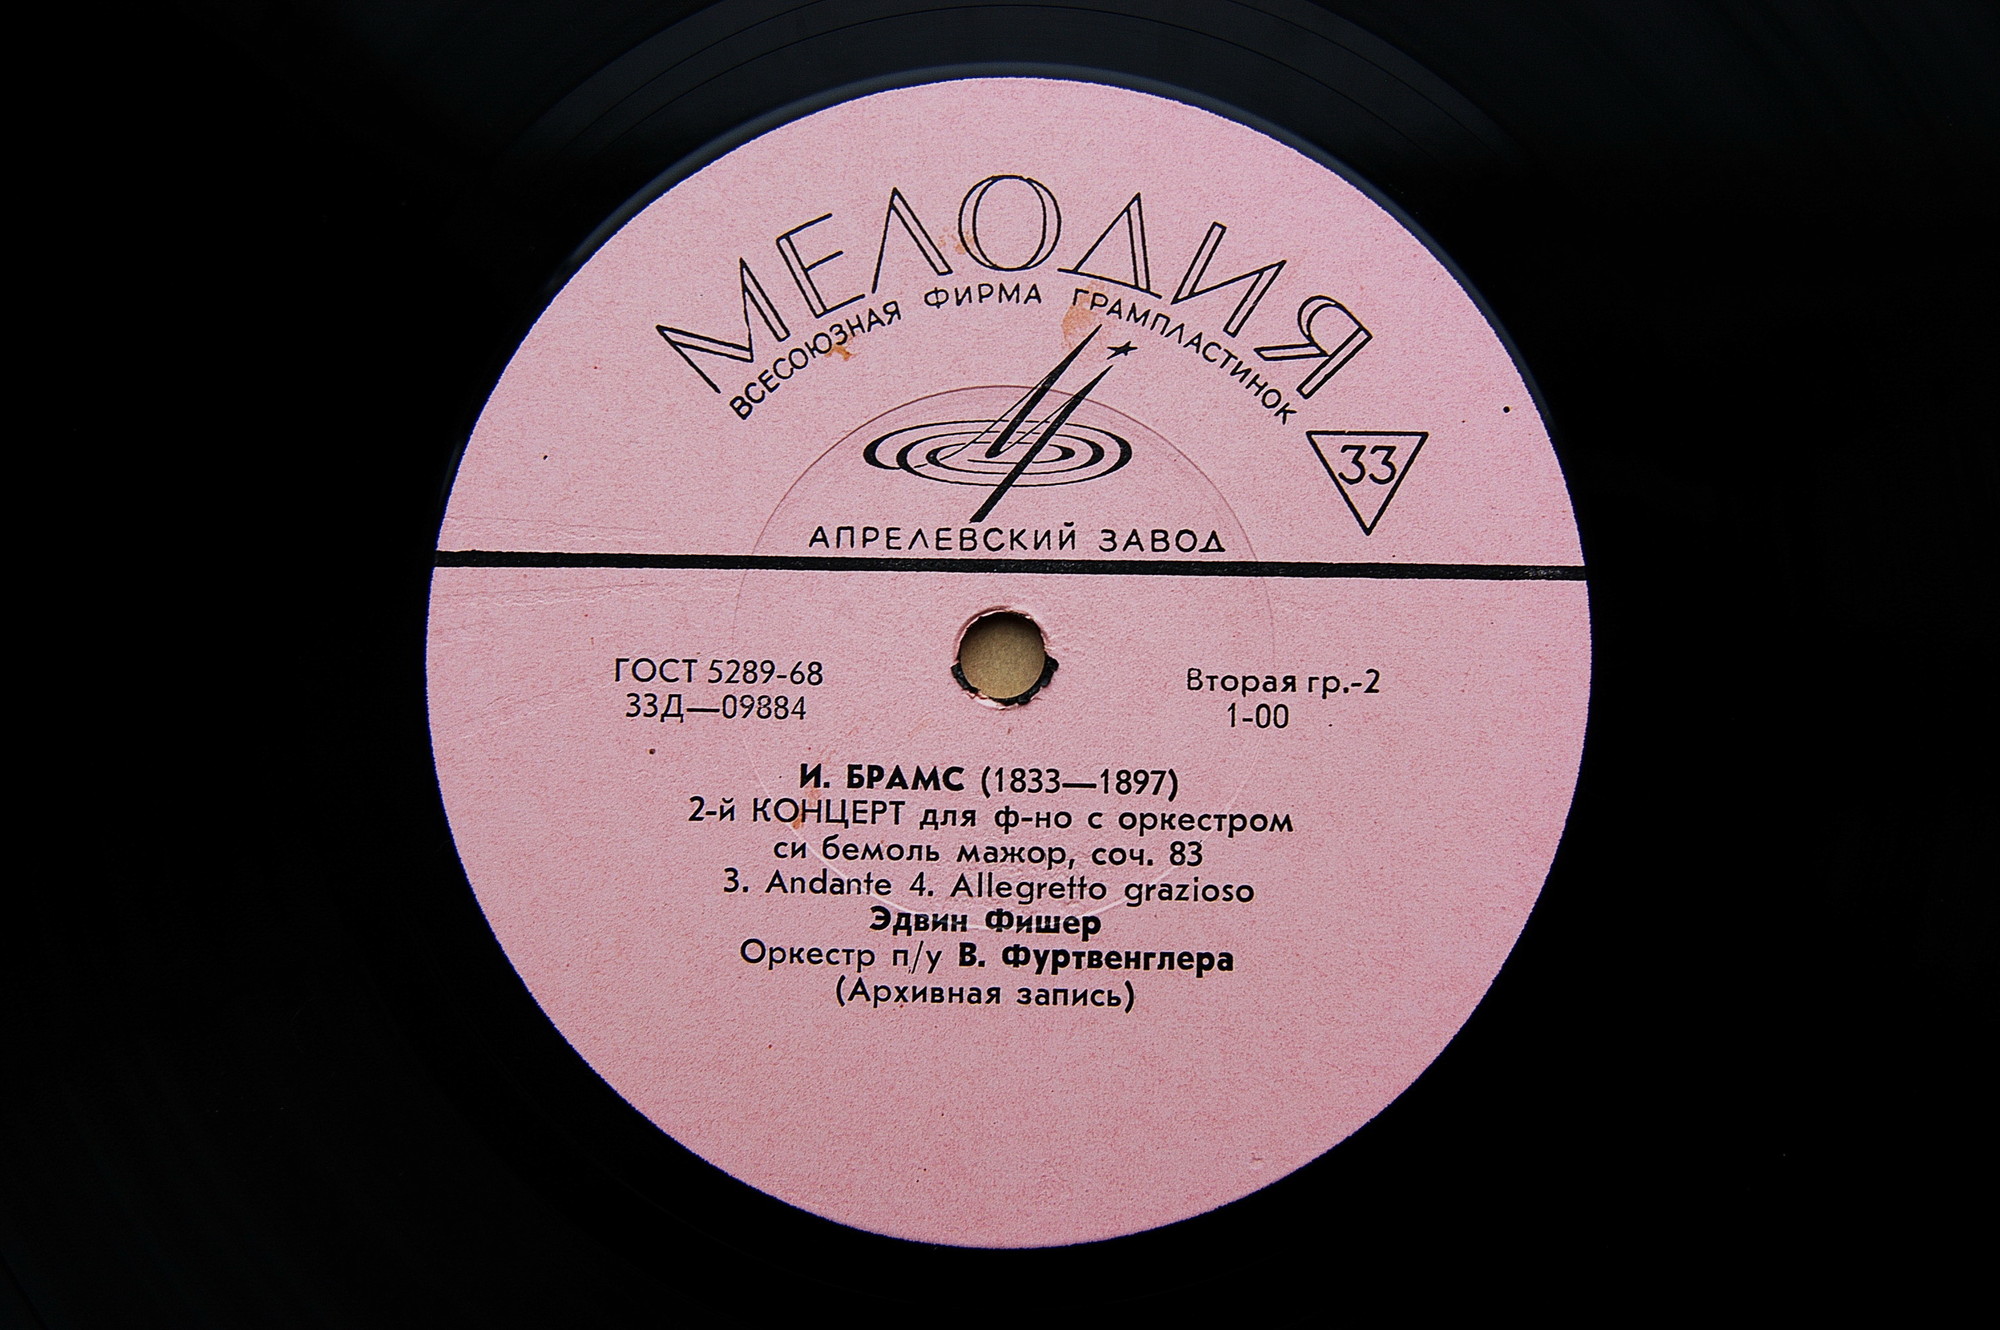 МЕЛОДИЯ
ВСЕСОЮЗНАЯ ФИРМА ГРАМПЛАСТИНОК
33
АПРЕЛЕВСКИЙ ЗАВОД
ГОСТ 5289-68
33Д—09884
Вторая гр.-2
1-00
И. БРАМС (1833—1897)
2-й КОНЦЕРТ для ф-но с оркестром
си бемоль мажор, соч. 83
3. Andante 4. Allegretto grazioso
Эдвин Фишер
Оркестр п/у В. Фуртвенглера
(Архивная запись)